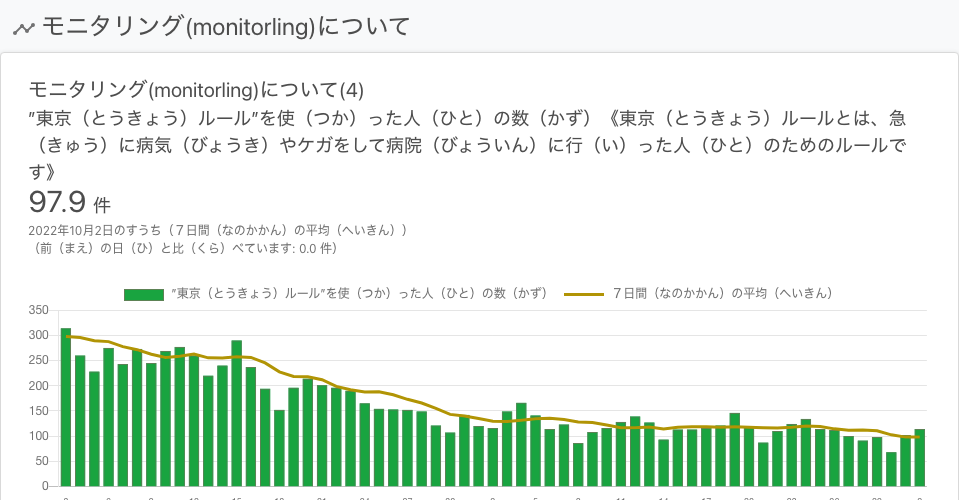 モニタリング(monitorling)について
モニタリング(monitorling)について(4)
”東京（とうきょう）ルール”を使（つか）った人（ひと）の数（かず）《東京（とうきょう）ルールとは、急
（きゅう）に病気（びょうき）やケガをして病院（びょういん）に行（い）った人（ひと）のためのルールで
す》
97.9 件
2022年10月2日のすうち（７日間（なのかかん）の平均（へいきん））
（前（まえ）の日（ひ）と比（くら）べています: 0.0 件）
”東京（とうきょう）ルール”を使（つか）った人（ひと）の数（かず） ７日間（なのかかん）の平均（へいきん）
350
300
250
200
150
100
50
0